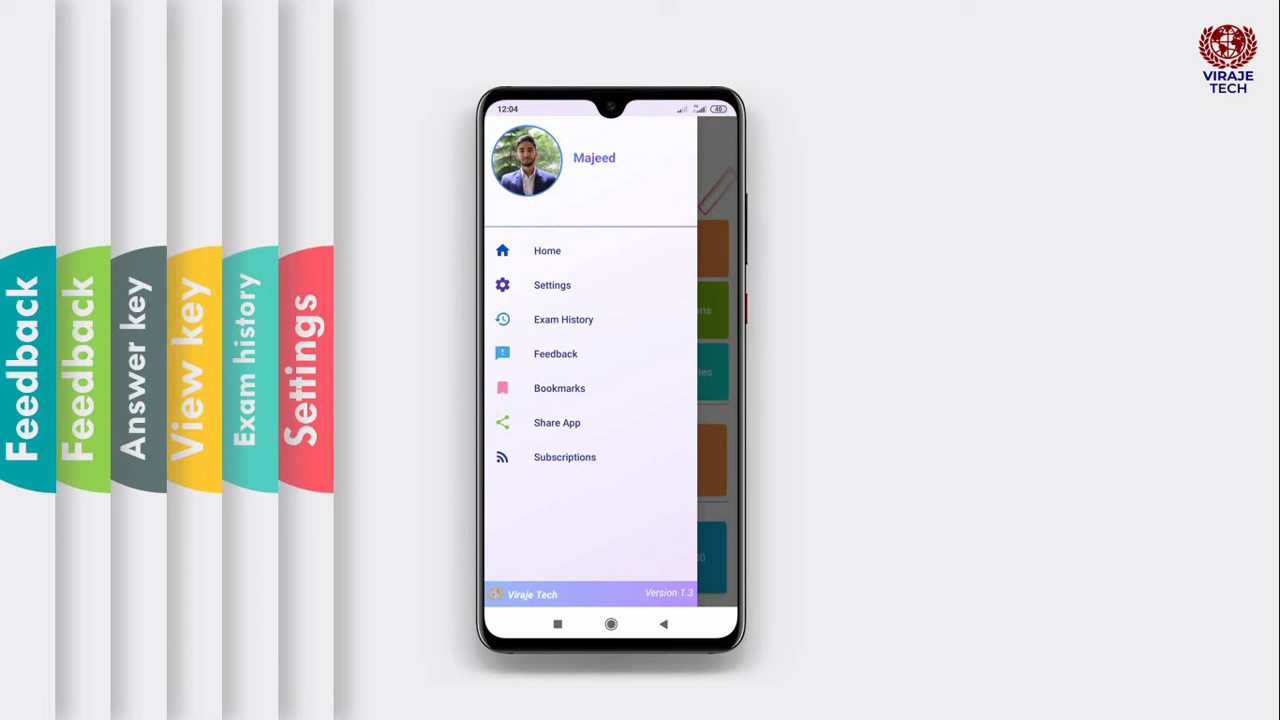 Feedback
Feedback
Answer key
View key
Exam history
Settings
12:04
Majeed
Home
Settings
Exam History
Feedback
Bookmarks
Share App
Subscriptions
Viraje Tech
Version 1.3
VIRAJE
TECH